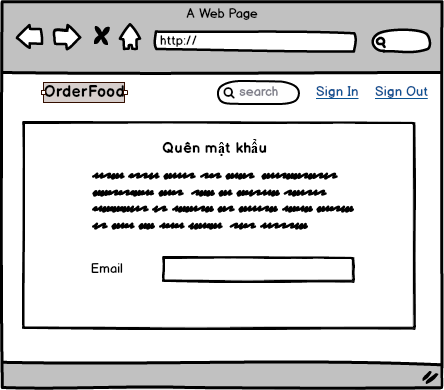 A Web Page
http://
OrderFood
search
Sign In
Sign Out
Quên mật khẩu
Email